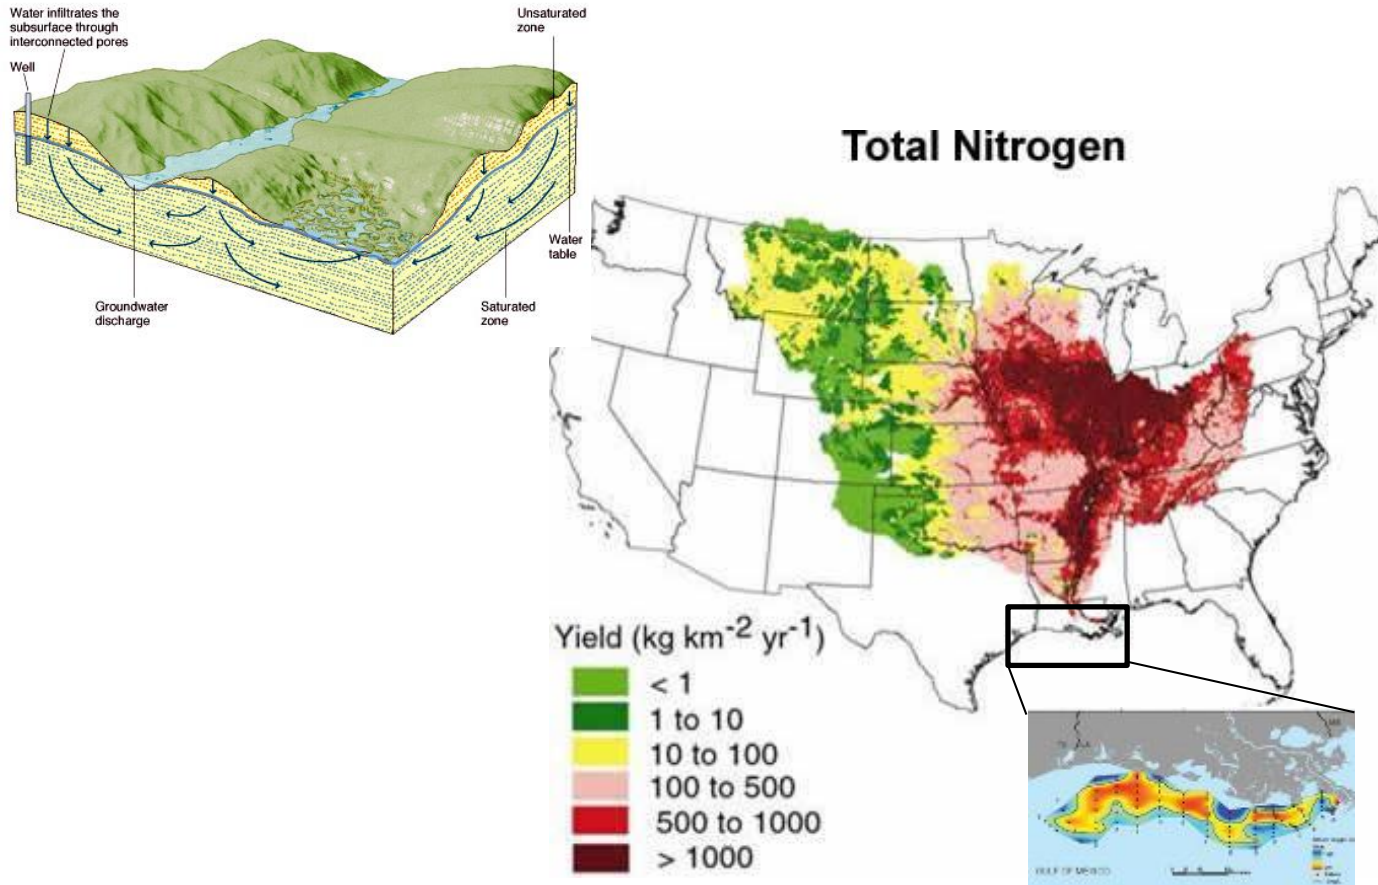 Water infiltrates the
subsurface through
interconnected pores
Well
Unsaturated
zone
Water
table
Groundwater
discharge
Saturated
zone
Total Nitrogen
Yield (kg km-2 yr-1)
< 1
1 to 10
10 to 100
100 to 500
500 to 1000
> 1000
GULF OF MEXICO